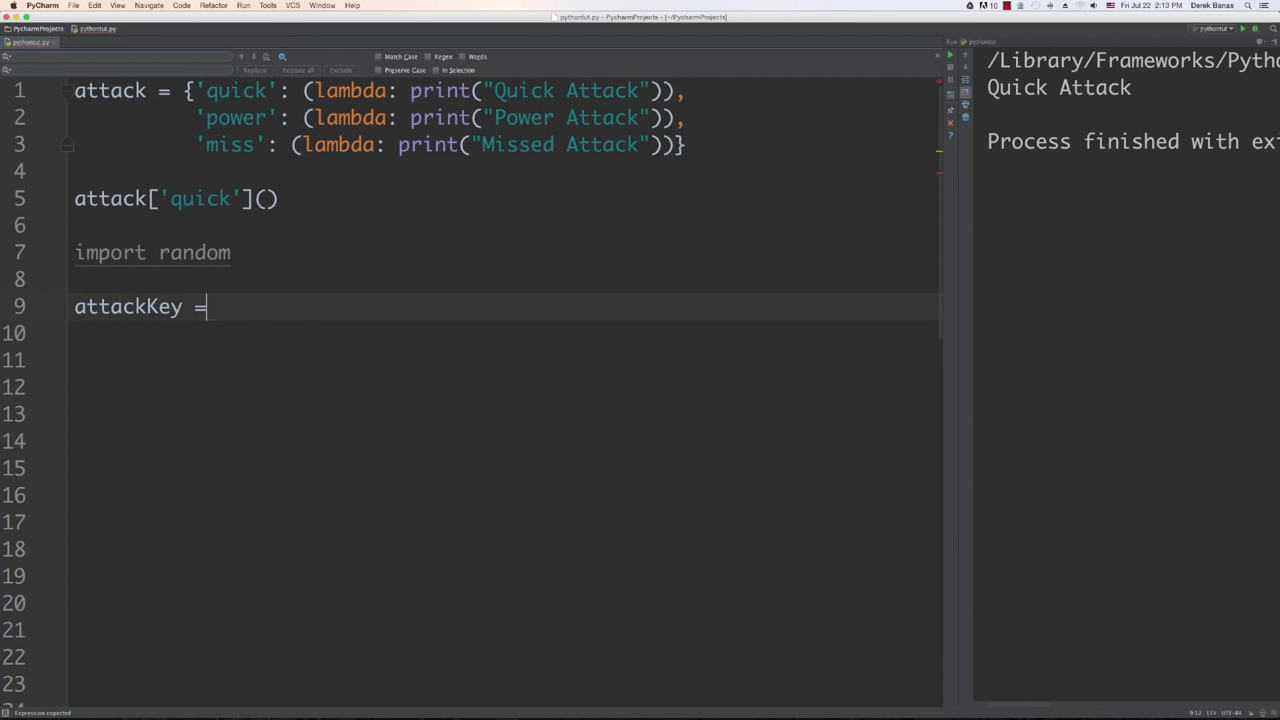 PyCharm File Edit View Navigate Code Refactor Run Tools VCS Window Help
10 Fri Jul 22 2:13 PM Derek Banas
pythontut.py - PycharmProjects - [~/PycharmProjects]
PycharmProjects pythontut.py
pythontut
pythontut.py
Run pythontut
Match Case Regex Words
Replace Replace all Exclude Preserve Case In Selection
1 attack = {'quick': (lambda: print("Quick Attack")),
2 'power': (lambda: print("Power Attack")),
3 'miss': (lambda: print("Missed Attack"))}
4
5 attack['quick']()
6
7 import random
8
9 attackKey =
10
11
12
13
14
15
16
17
18
19
20
21
22
23
24
/Library/Frameworks/Pytho
Quick Attack
Process finished with exi
Expression expected
9:12 LF‡ UTF-8‡